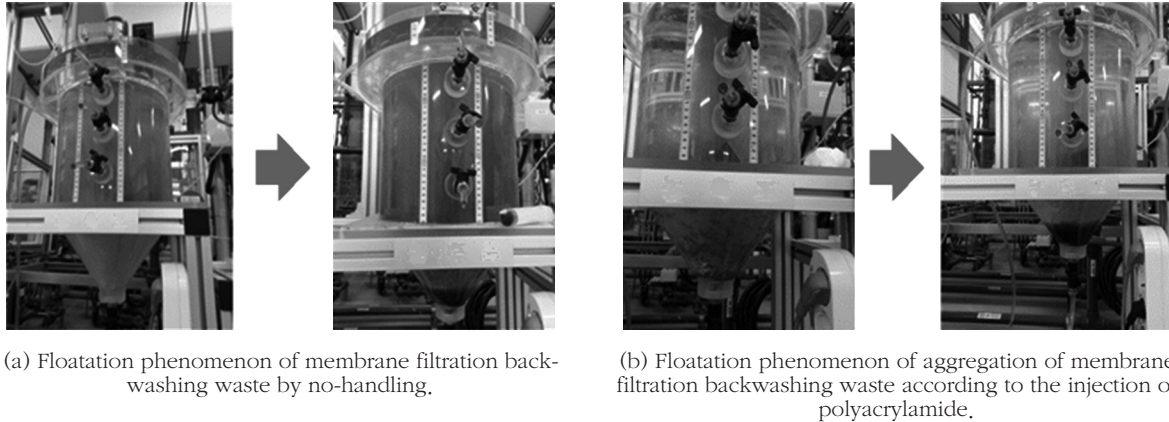 (a) Floatation phenomenon of membrane filtration back-
washing waste by no-handling.
(b) Floatation phenomenon of aggregation of membrane
filtration backwashing waste according to the injection o
polyacrylamide.